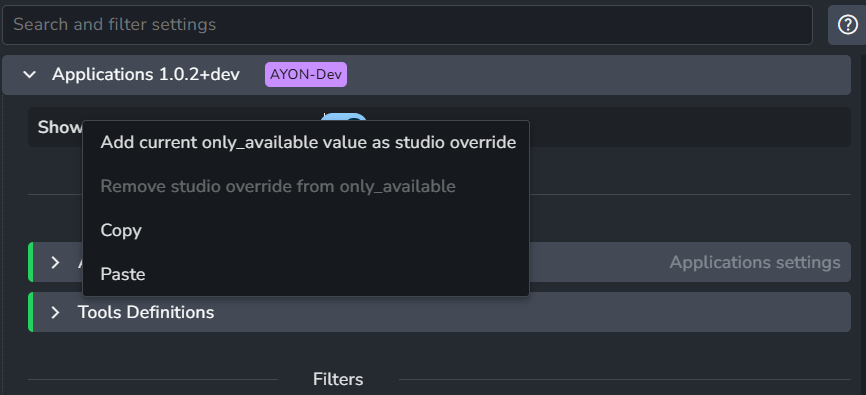 Search and filter settings
Applications 1.0.2+dev AYON-Dev
Show
Add current only_available value as studio override
Remove studio override from only_available
Copy
Applications settings
Paste
Tools Definitions
Filters